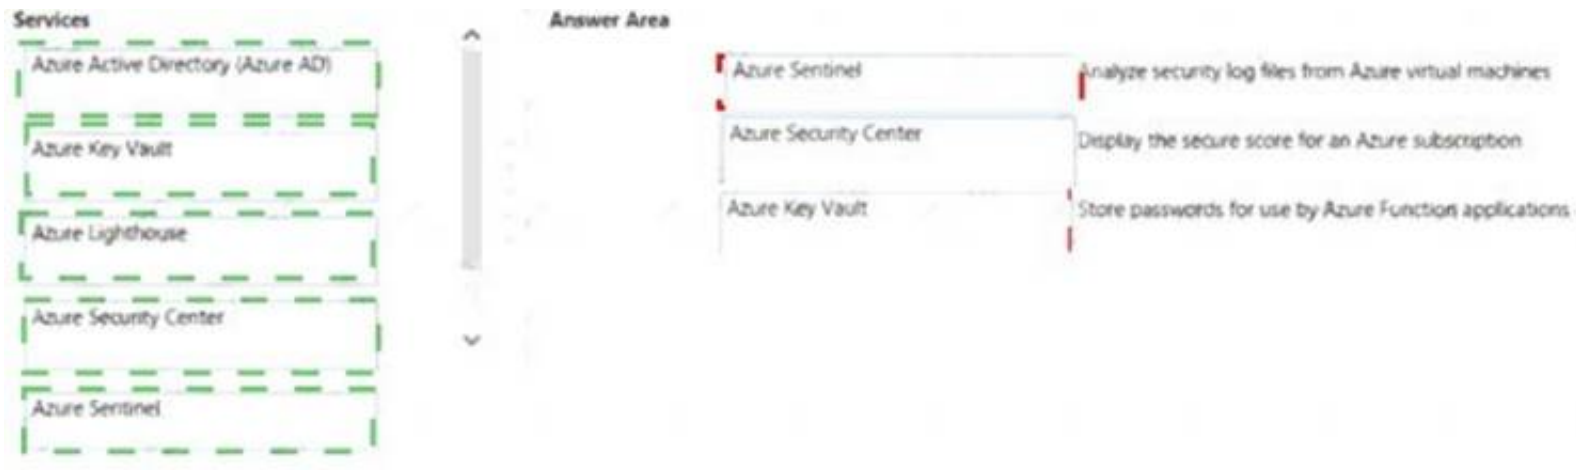 Services
Azure Active Directory (Azure AD)
Azure Key Vault
Azure Lighthouse
Azure Security Center
Azure Sentinel
Answer Area
Azure Sentinel
Analyze security log files from Azure virtual machines
Azure Security Center
Display the secure score for an Azure subscription
Azure Key Vault
Store passwords for use by Azure Function applications